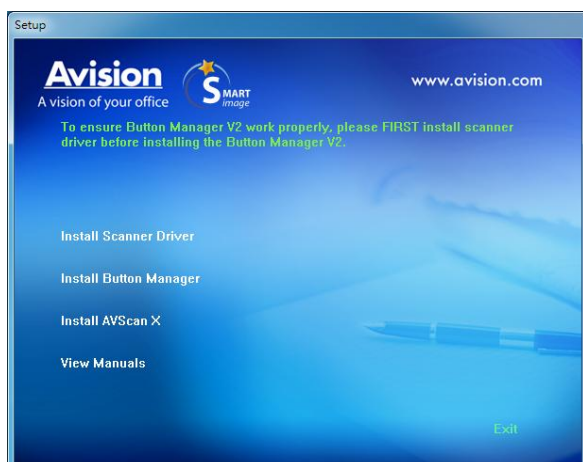 Setup
Avision
A vision of your office
SMART
image
www.avision.com
To ensure Button Manager V2 work properly, please FIRST install scanner
driver before installing the Button Manager V2.
Install Scanner Driver
Install Button Manager
Install AVScan X
View Manuals
Exit